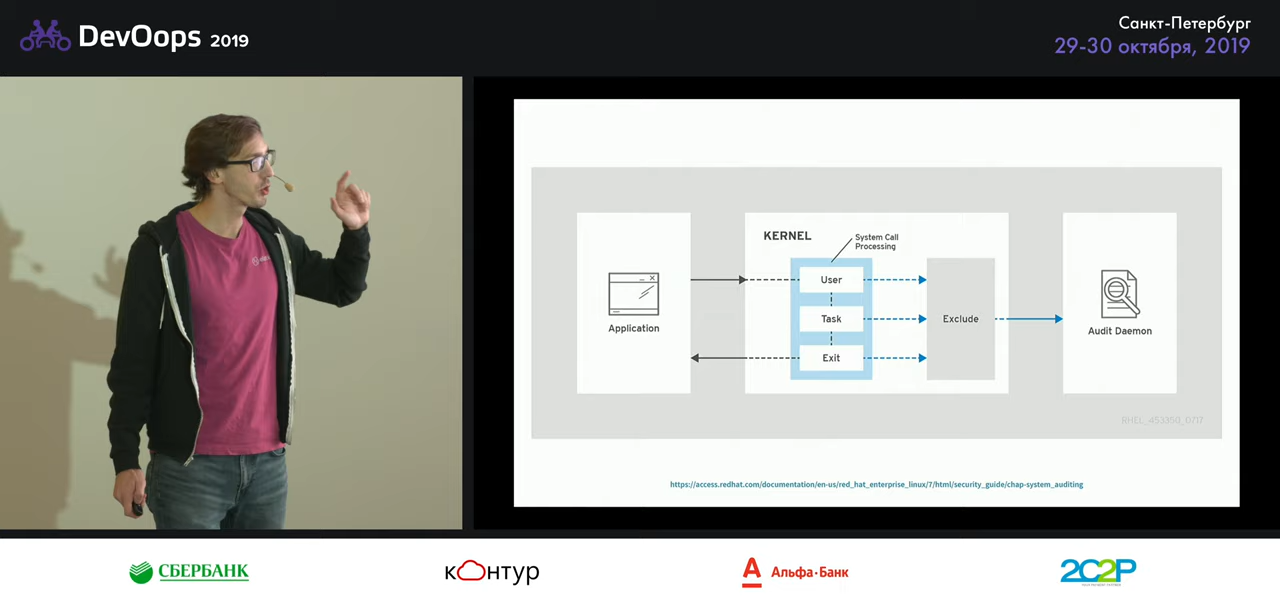 DevOops 2019
Санкт-Петербург
29-30 октября, 2019
KERNEL
System Call
Processing
User
Task
Exit
Exclude
Application
Audit Daemon
RHEL_453350_0717
https://access.redhat.com/documentation/en-us/red_hat_enterprise_linux/7/html/security_guide/chap-system_auditing
СБЕРБАНК
контур
Альфа·Банк
2C2P